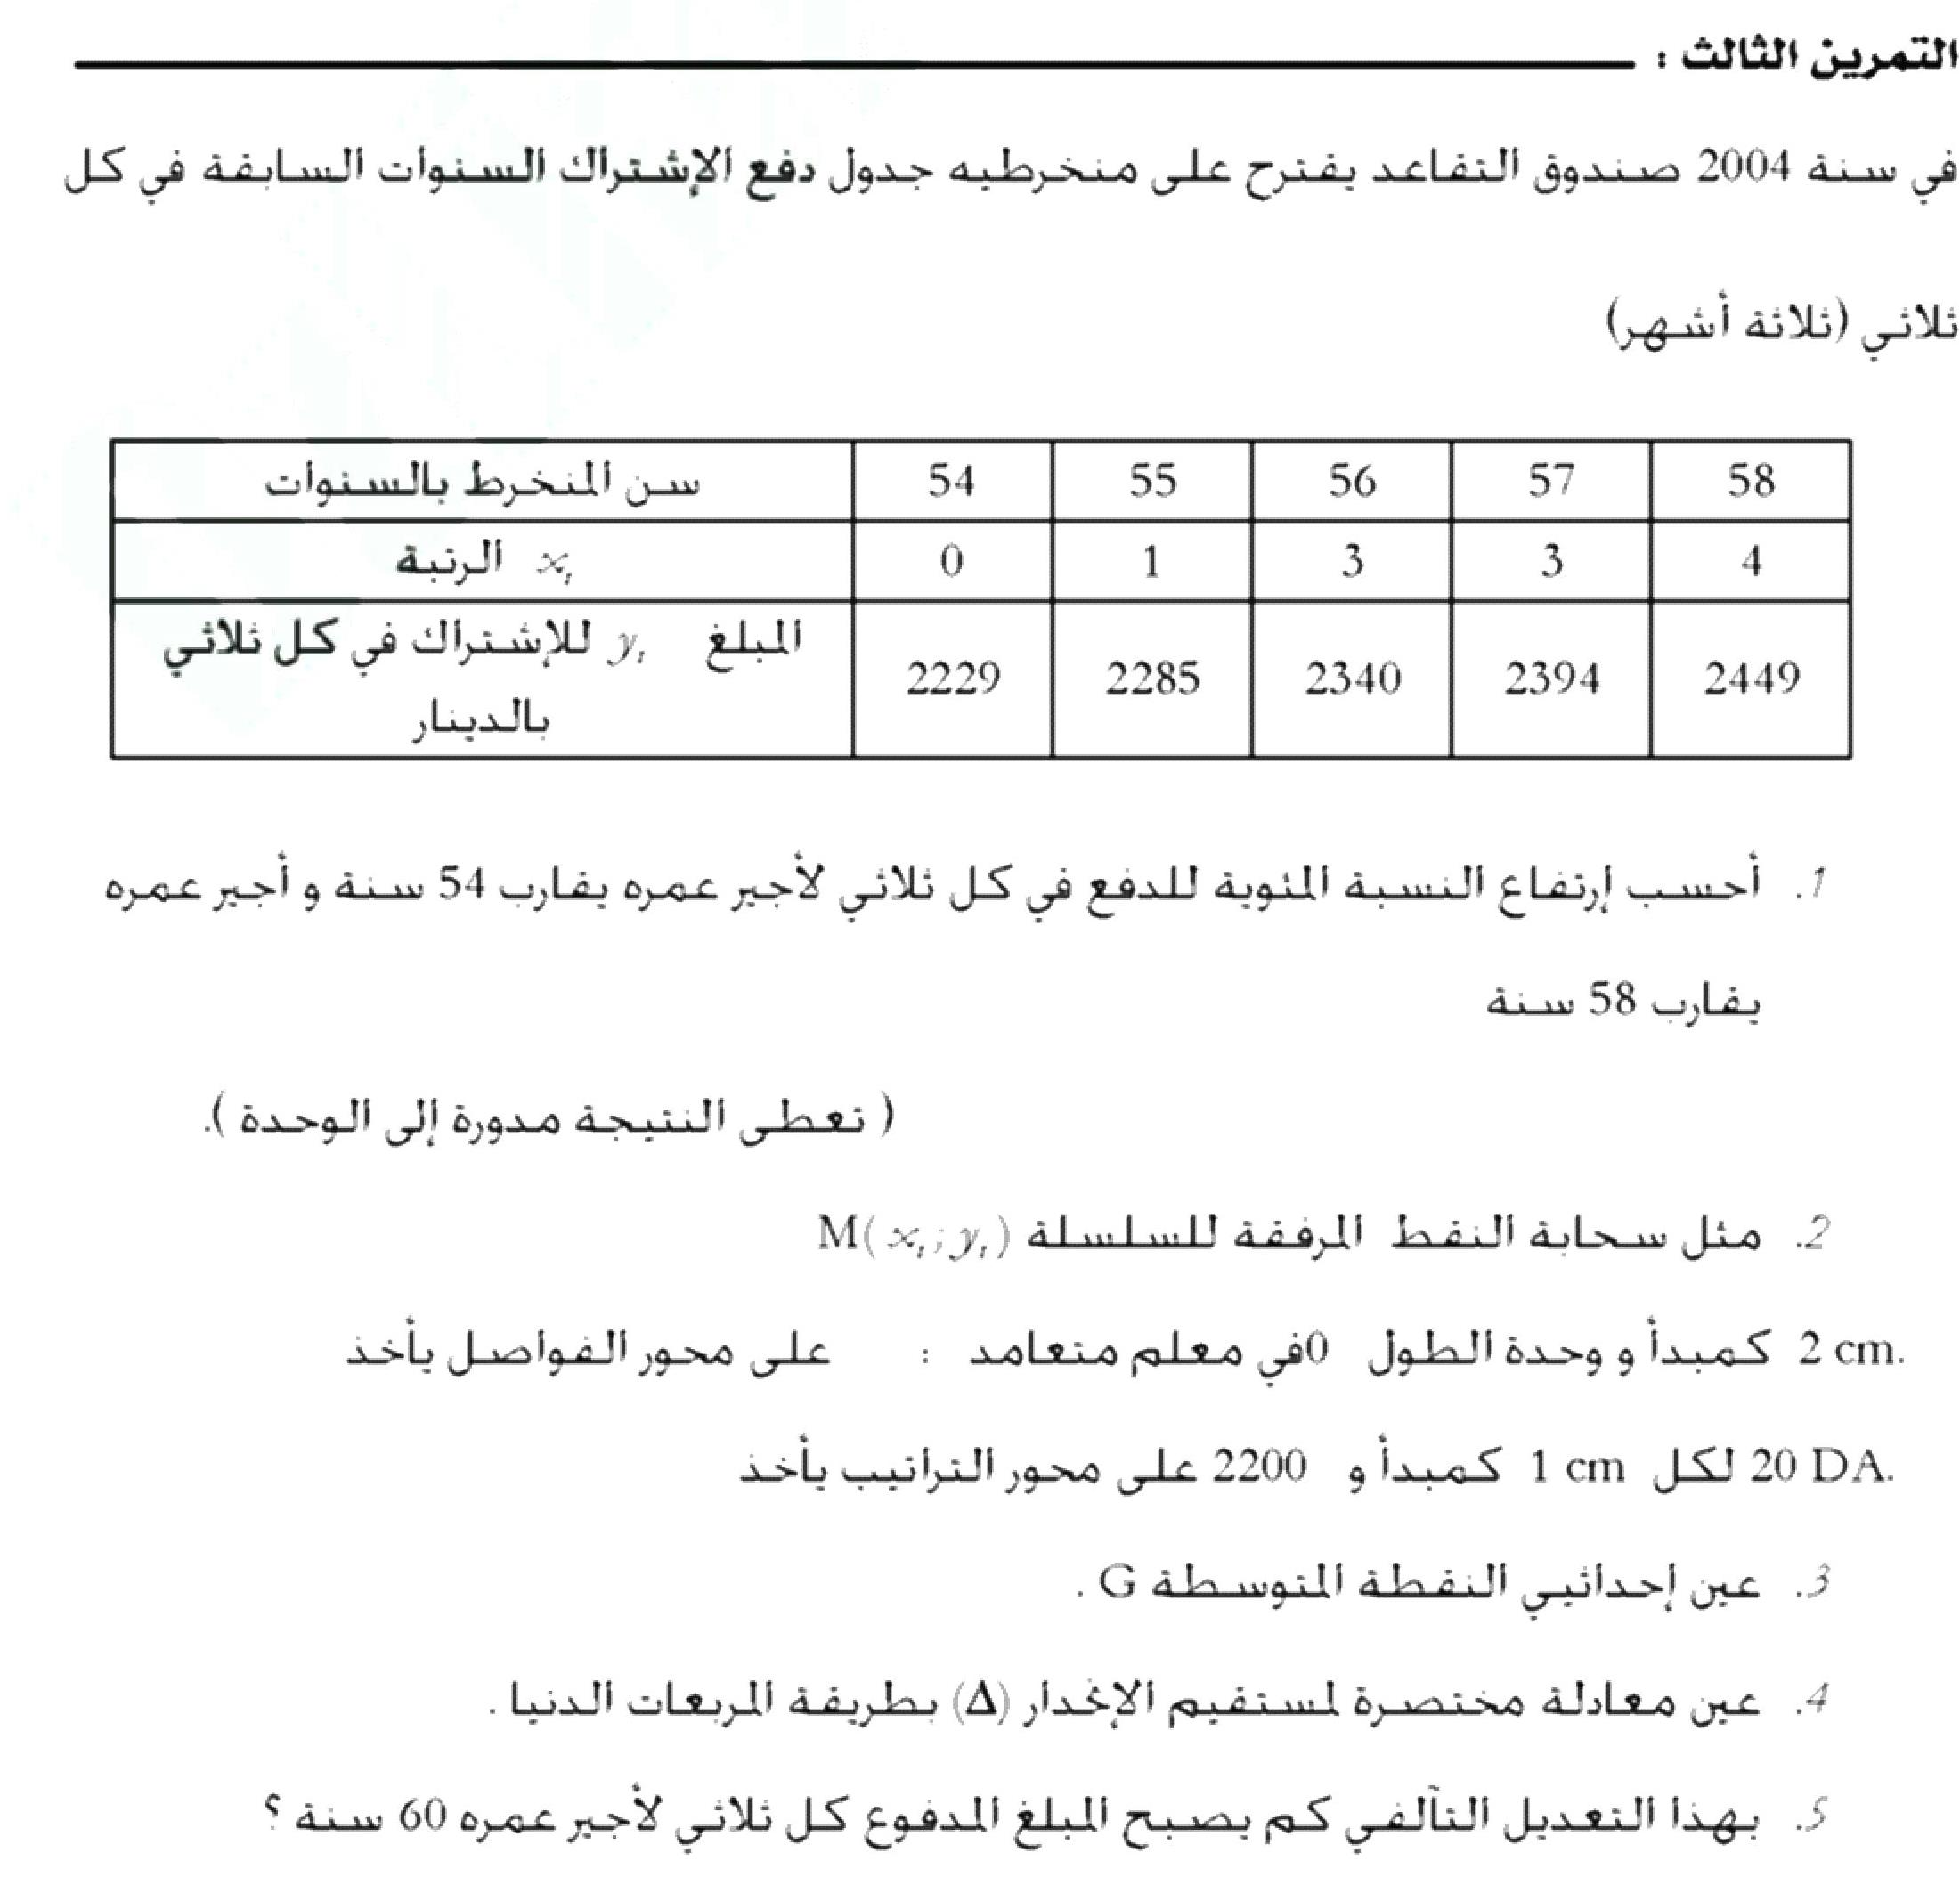 التمرين الثالث :
في سنة 2004 صندوق التقاعد يقترح على منخرطيه جدول دفع الإشتراك السنوات السابقة في كل
ثلاثي (ثلاثة أشهر)
سن المنخرط بالسنوات 54 55 56 57 58
الرتبة xᵢ 0 1 3 3 4
المبلغ yᵢ للإشتراك في كل ثلاثي
بالدينار
2229 2285 2340 2394 2449
1. أحسب إرتفاع النسبة المئوية للدفع في كل ثلاثي لأجير عمره يقارب 54 سنة و أجير عمره
يقارب 58 سنة
( تعطى النتيجة مدورة إلى الوحدة ).
2. مثل سحابة النقط المرفقة للسلسلة M( xᵢ ; yᵢ )
2 cm. كمبدأ و وحدة الطول 0في معلم متعامد : على محور الفواصل يأخذ
20 DA. لكل 1 cm كمبدأ و 2200 على محور التراتيب يأخذ
3. عين إحداثيي النقطة المتوسطة G .
4. عين معادلة مختصرة لمستقيم الإنحدار (Δ) بطريقة المربعات الدنيا .
5. بهذا التعديل التآلفي كم يصبح المبلغ المدفوع كل ثلاثي لأجير عمره 60 سنة ؟